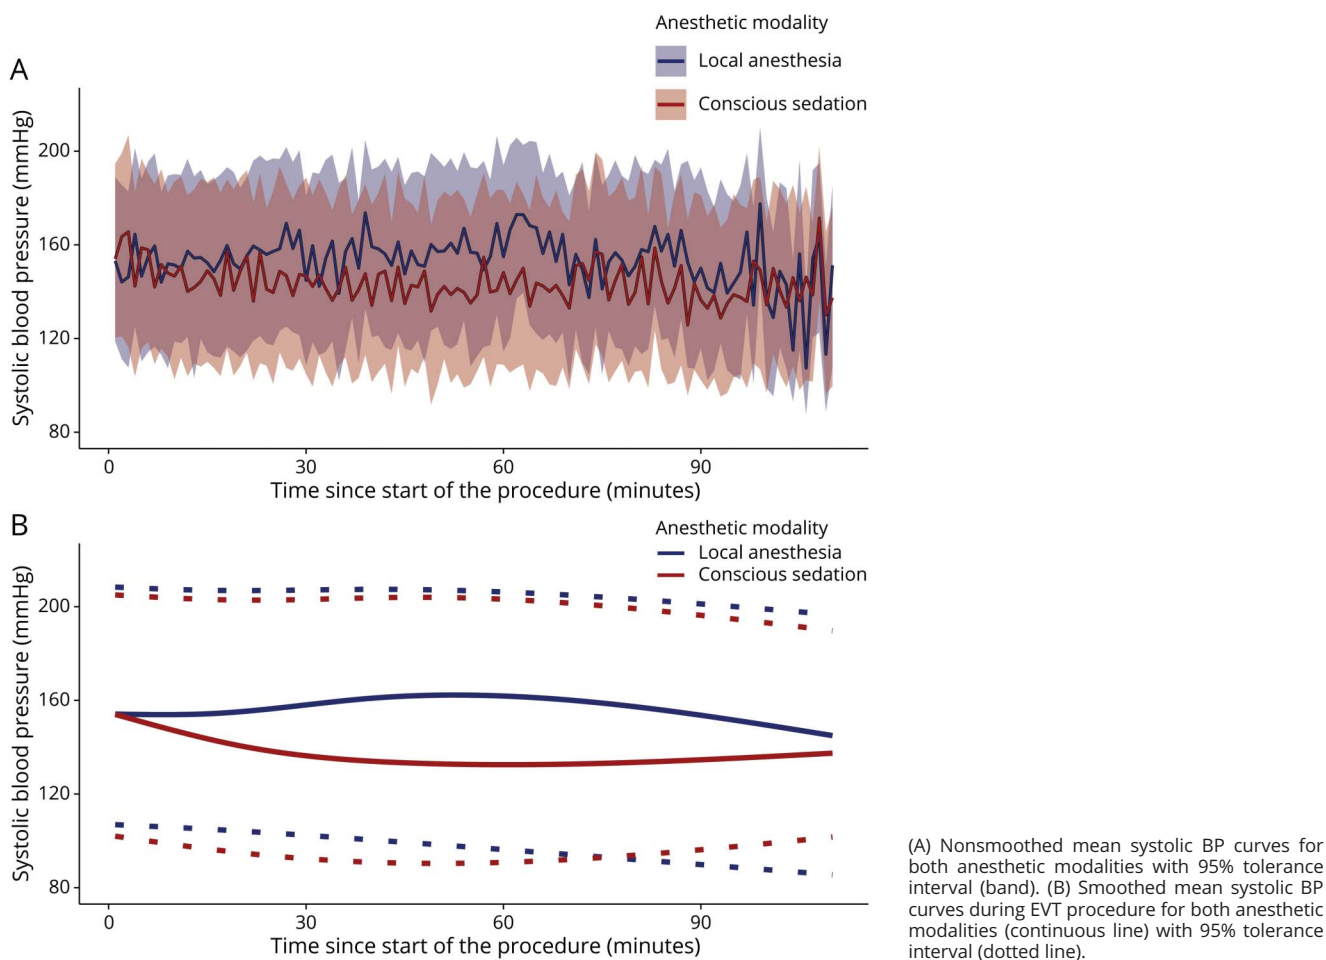 Anesthetic modality
Local anesthesia
Conscious sedation
A
Systolic blood pressure (mmHg)
200
160
120
80
0 30 60 90
Time since start of the procedure (minutes)
B
Anesthetic modality
Local anesthesia
Conscious sedation
Systolic blood pressure (mmHg)
200
160
120
80
0 30 60 90
Time since start of the procedure (minutes)
(A) Nonsmoothed mean systolic BP curves for
both anesthetic modalities with 95% tolerance
interval (band). (B) Smoothed mean systolic BP
curves during EVT procedure for both anesthetic
modalities (continuous line) with 95% tolerance
interval (dotted line).